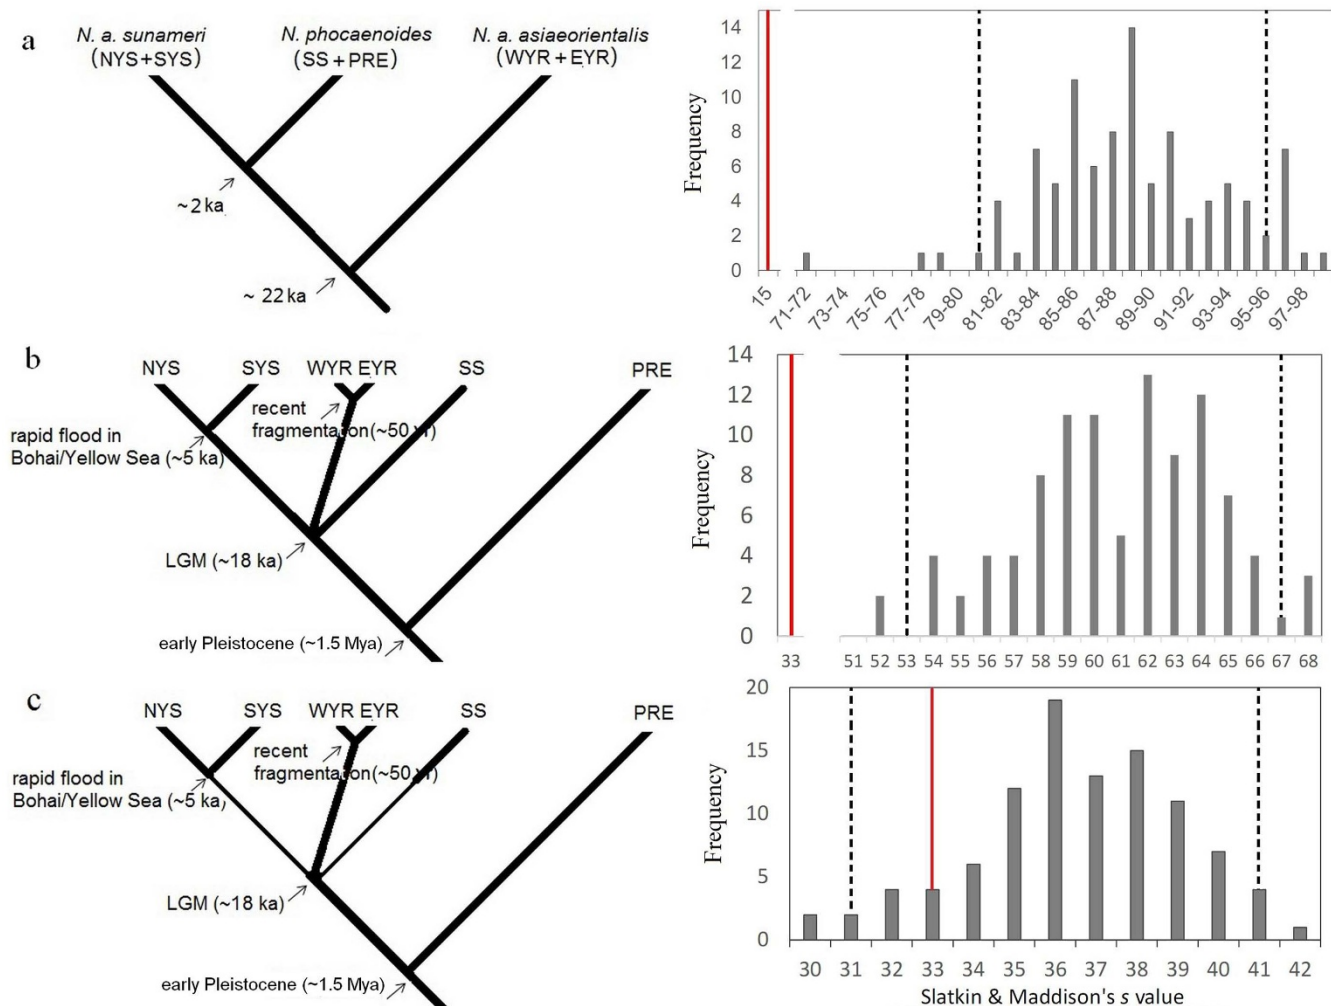 a
N. a. sunameri
(NYS+SYS)
N. phocaenoides
(SS + PRE)
N. a. asiaeorientalis
(WYR + EYR)
~2 ka
~ 22 ka
Frequency
14
12
10
8
6
4
2
0
15
71-72
73-74
75-76
77-78
79-80
81-82
83-84
85-86
87-88
89-90
91-92
93-94
95-96
97-98
b
NYS
SYS
WYR EYR
SS
PRE
rapid flood in
Bohai/Yellow Sea (~5 ka)
recent
fragmentation(~50 yr)
LGM (~18 ka)
early Pleistocene (~1.5 Mya)
Frequency
14
12
10
8
6
4
2
0
33
51
52
53
54
55
56
57
58
59
60
61
62
63
64
65
66
67
68
c
NYS
SYS
WYR EYR
SS
PRE
rapid flood in
Bohai/Yellow Sea (~5 ka)
recent
fragmentation(~50 yr)
LGM (~18 ka)
early Pleistocene (~1.5 Mya)
Frequency
20
15
10
5
0
30
31
32
33
34
35
36
37
38
39
40
41
42
Slatkin & Maddison's s value